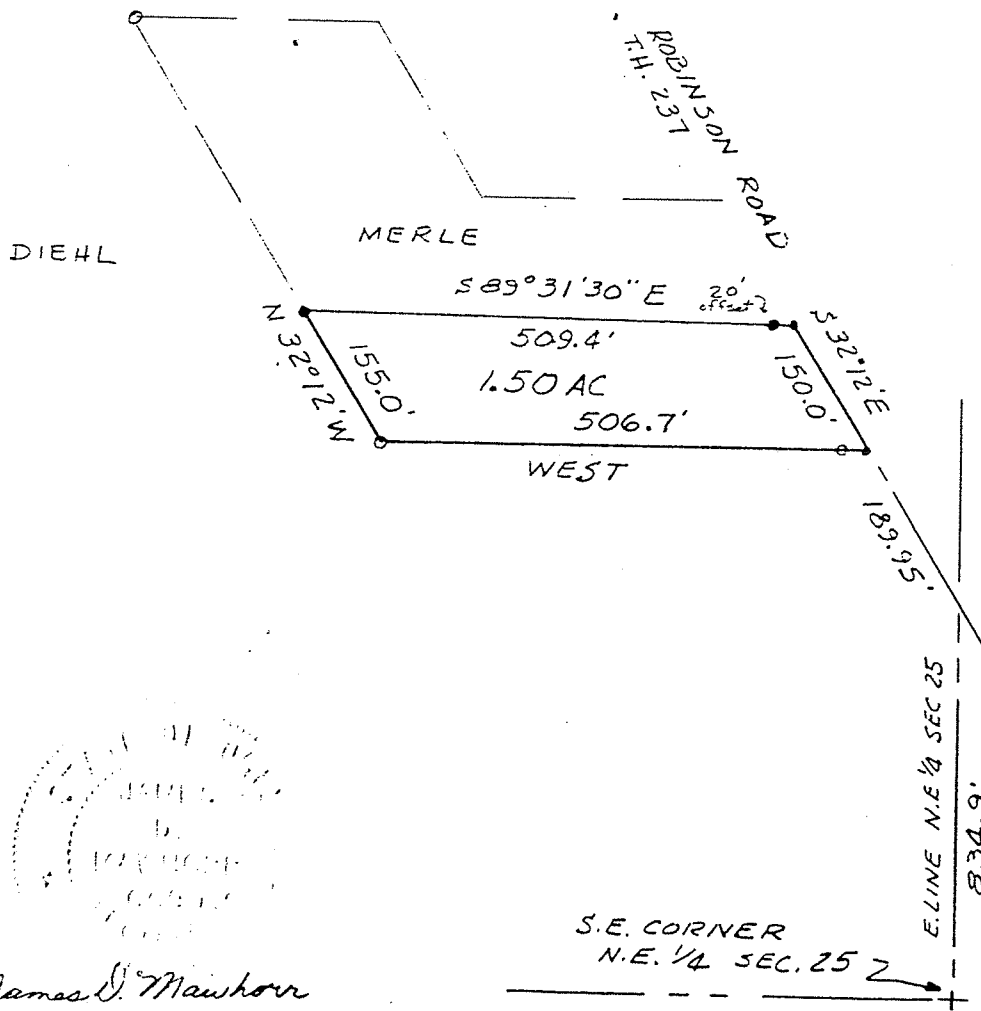 ROBINSON ROAD
T.H. 237
DIEHL
MERLE
S 89° 31' 30" E
20'
offset
N 32° 12' W
155.0'
509.4'
1.50 AC
506.7'
150.0'
S 32° 12' E
WEST
189.95'
E. LINE N.E 1/4 SEC 25
834.9'
S.E. CORNER
N.E. 1/4 SEC. 25
James D. Mawhorr